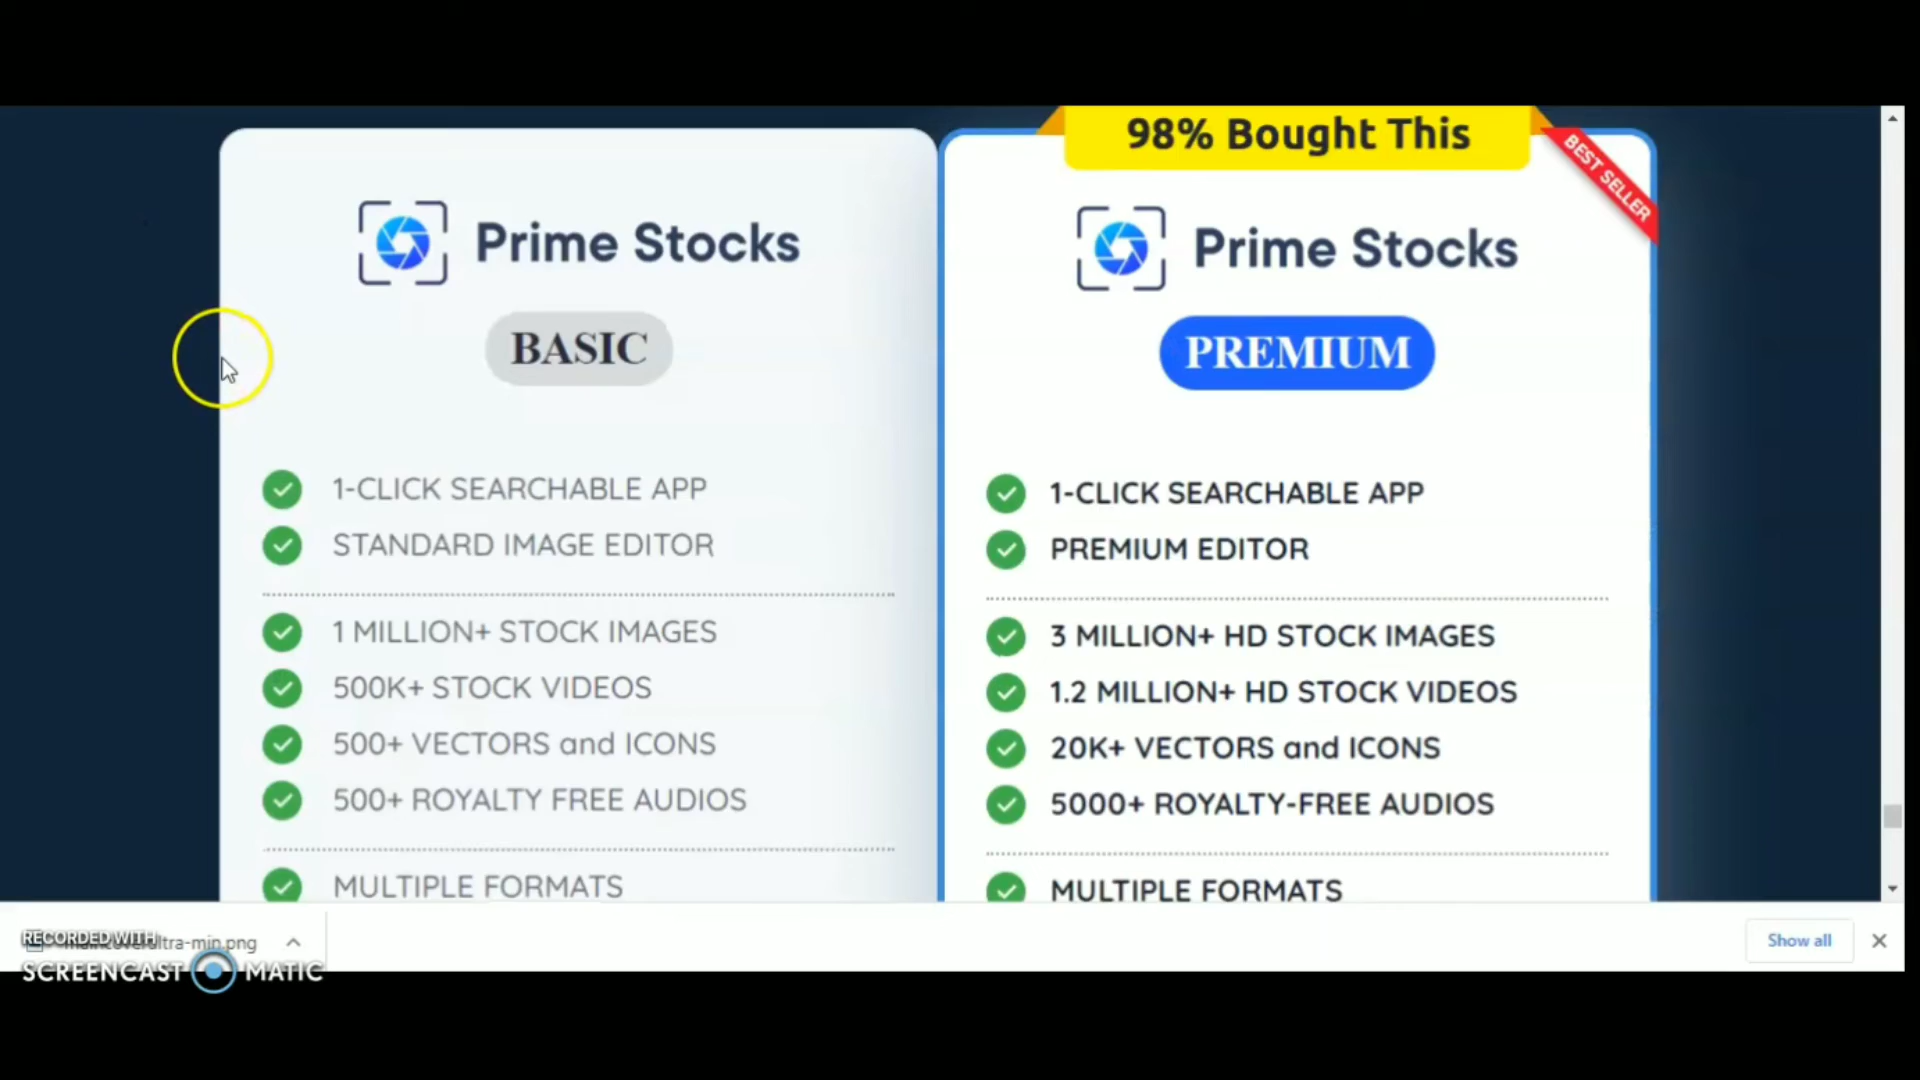 98% Bought This
BEST SELLER
Prime Stocks
BASIC
1-CLICK SEARCHABLE APP
STANDARD IMAGE EDITOR
1 MILLION+ STOCK IMAGES
500K+ STOCK VIDEOS
500+ VECTORS and ICONS
500+ ROYALTY FREE AUDIOS
MULTIPLE FORMATS
Prime Stocks
PREMIUM
1-CLICK SEARCHABLE APP
PREMIUM EDITOR
3 MILLION+ HD STOCK IMAGES
1.2 MILLION+ HD STOCK VIDEOS
20K+ VECTORS and ICONS
5000+ ROYALTY-FREE AUDIOS
MULTIPLE FORMATS
RECORDED WITH
SCREENCAST MATIC
Show all